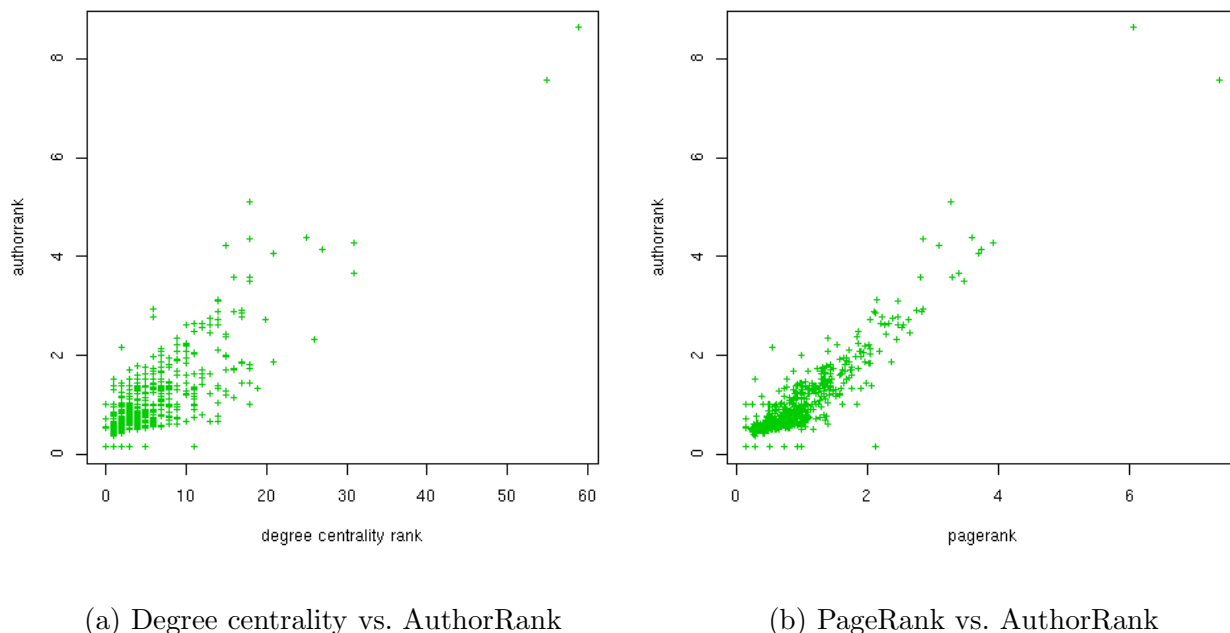 authorrank
8
6
4
2
0
0 10 20 30 40 50 60
degree centrality rank
authorrank
8
6
4
2
0
0 2 4 6
pagerank
(a) Degree centrality vs. AuthorRank
(b) PageRank vs. AuthorRank